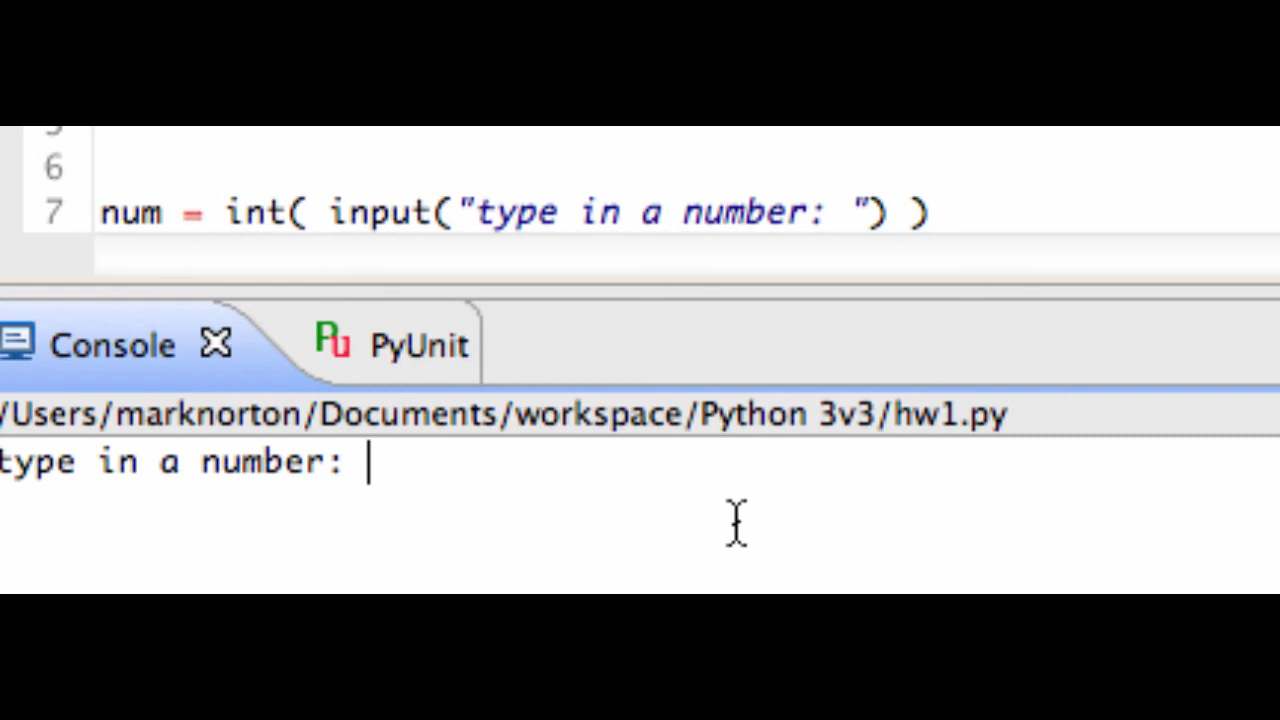 6
7 num = int( input("type in a number: ") )
Console PyUnit
/Users/marknorton/Documents/workspace/Python 3v3/hw1.py
type in a number: